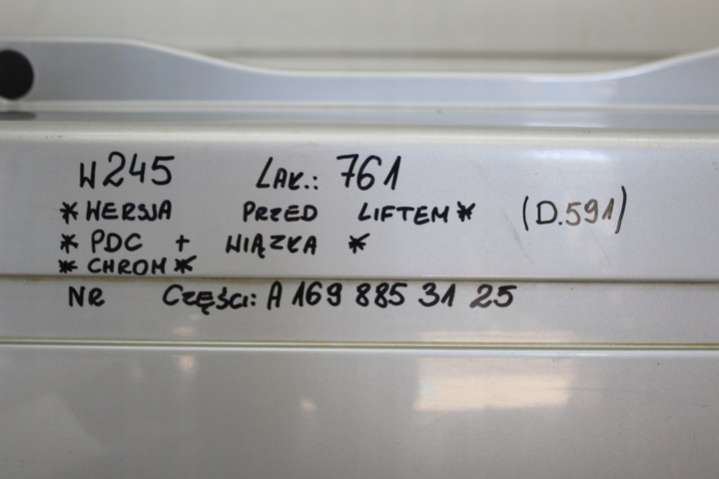 W245 LAK.: 761
*WERSJA PRZED LIFTEM* (D.591)
* PDC + WIĄZKA *
* CHROM *
NR CZĘŚCI: A 169 885 31 25